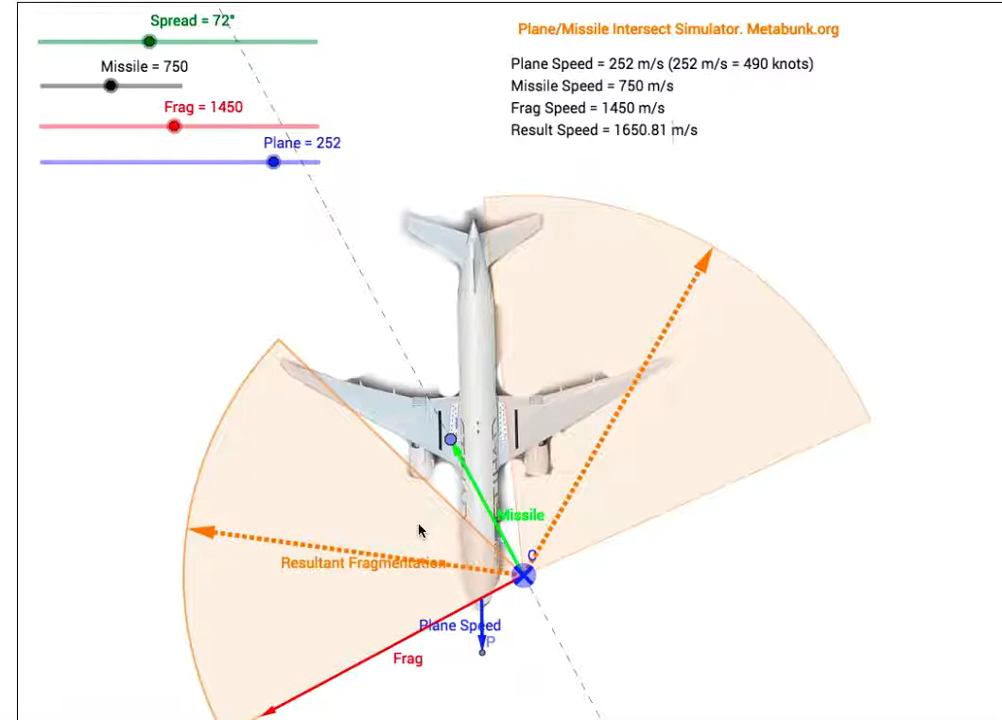 Spread = 72°
Missile = 750
Frag = 1450
Plane = 252
Plane/Missile Intersect Simulator. Metabunk.org
Plane Speed = 252 m/s (252 m/s = 490 knots)
Missile Speed = 750 m/s
Frag Speed = 1450 m/s
Result Speed = 1650.81 m/s
Missile
Resultant Fragmentation
Plane Speed
P
Frag